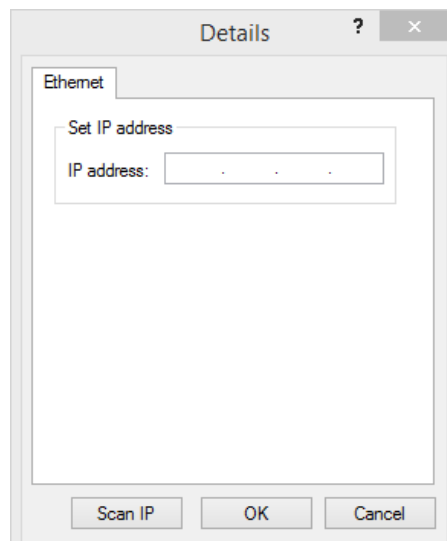 Details ? ×
Ethernet
Set IP address
IP address: . . .
Scan IP OK Cancel